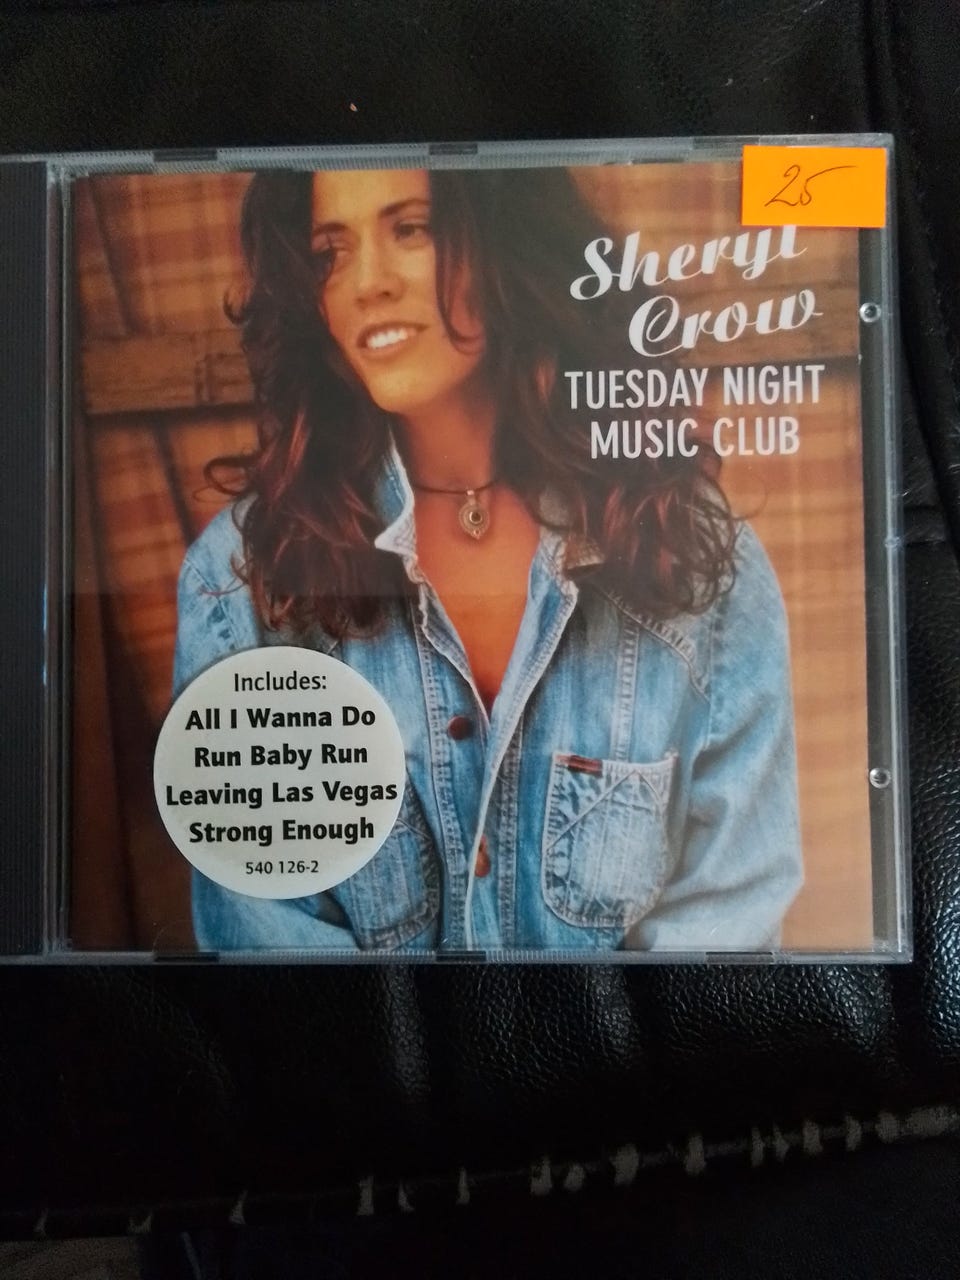 25
Sheryl
Crow
TUESDAY NIGHT
MUSIC CLUB
Includes:
All I Wanna Do
Run Baby Run
Leaving Las Vegas
Strong Enough
540 126-2